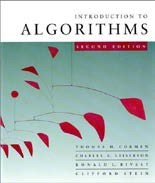 INTRODUCTION TO
ALGORITHMS
SECOND EDITION
THOMAS H. CORMEN
CHARLES E. LEISERSON
RONALD L. RIVEST
CLIFFORD STEIN